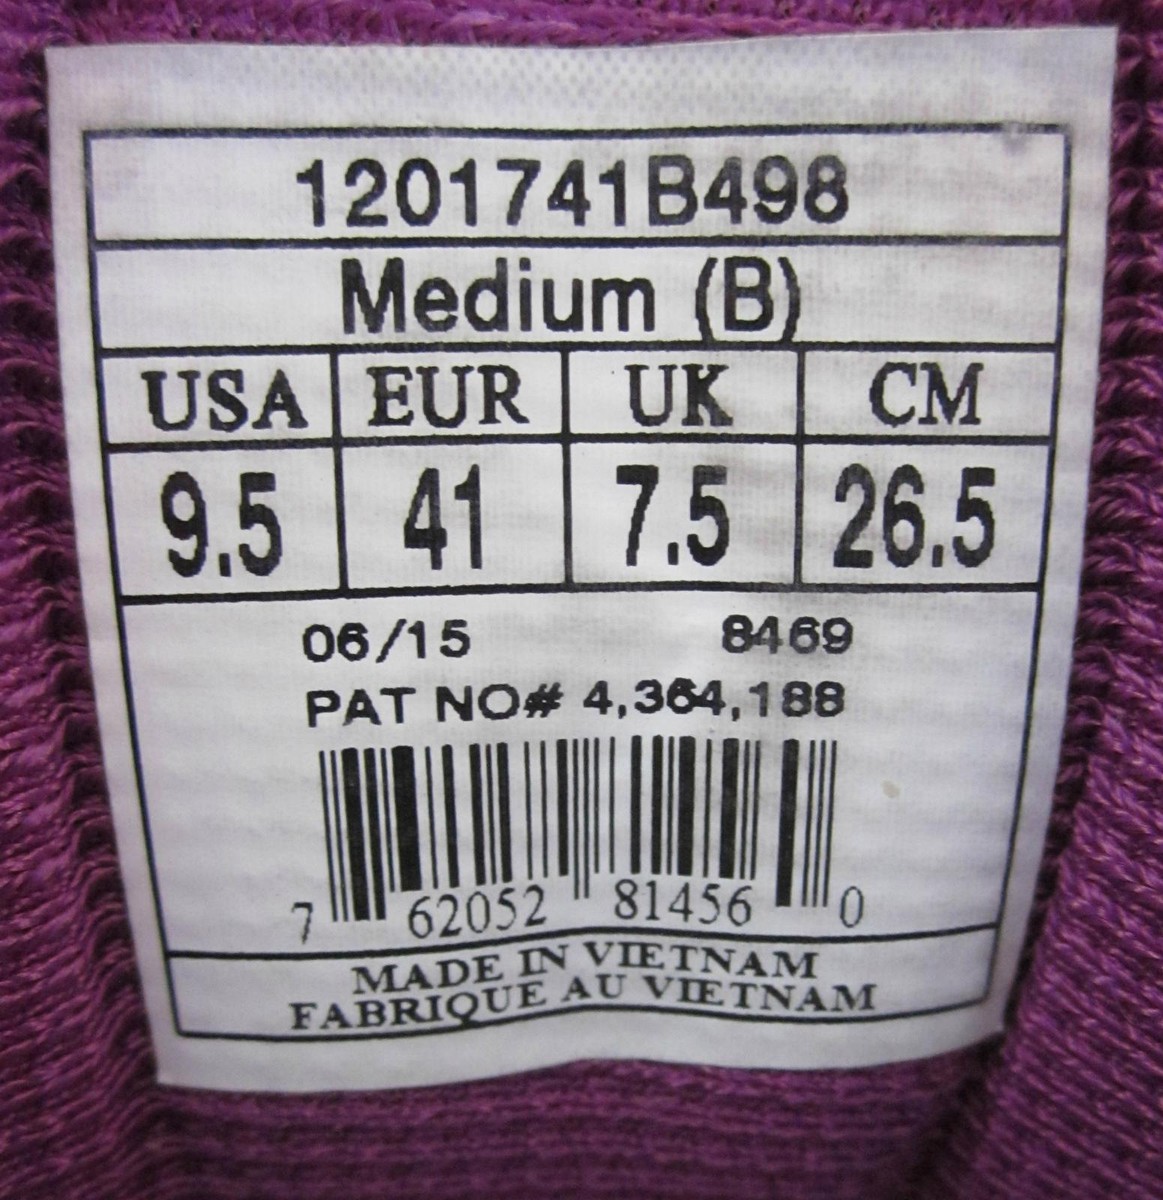 1201741B498
Medium (B)
USA EUR UK CM
9.5 41 7.5 26.5
06/15 8469
PAT NO# 4,364,188
7 62052 81456 0
MADE IN VIETNAM
FABRIQUE AU VIETNAM